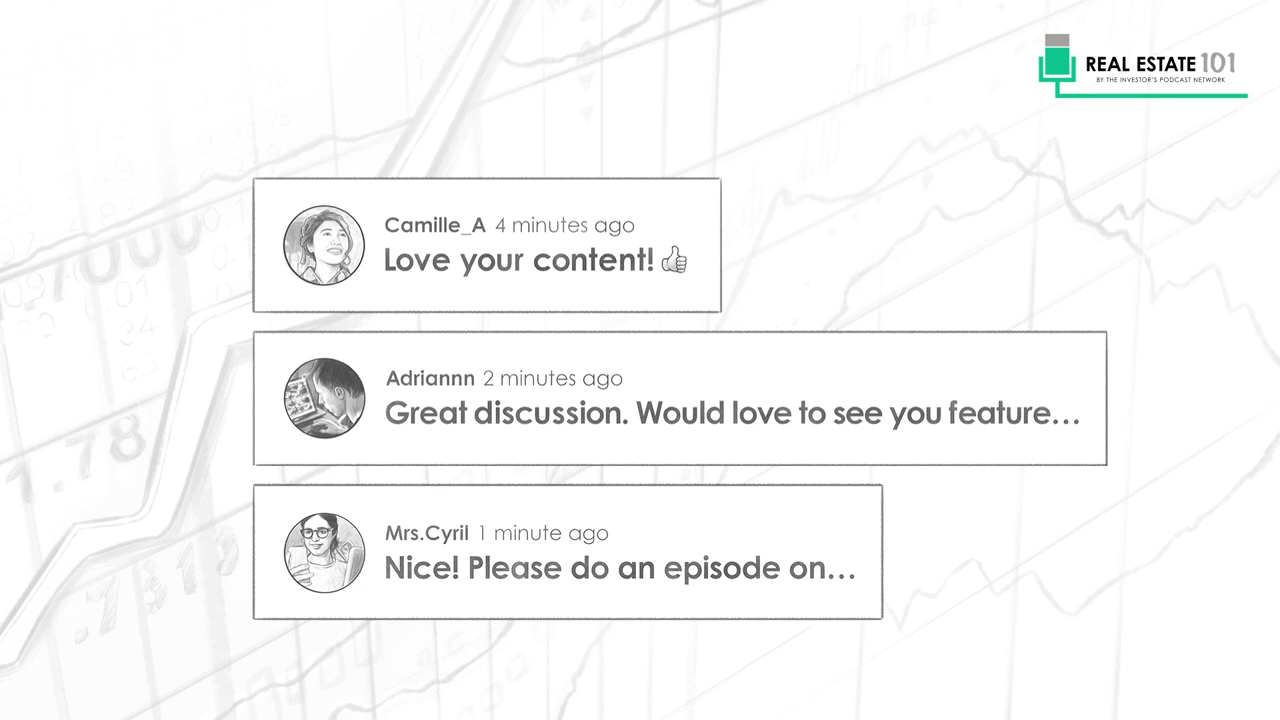 REAL ESTATE 101
BY THE INVESTOR'S PODCAST NETWORK
Camille_A 4 minutes ago
Love your content! 👍
Adriannn 2 minutes ago
Great discussion. Would love to see you feature...
Mrs.Cyril 1 minute ago
Nice! Please do an episode on...
1.78